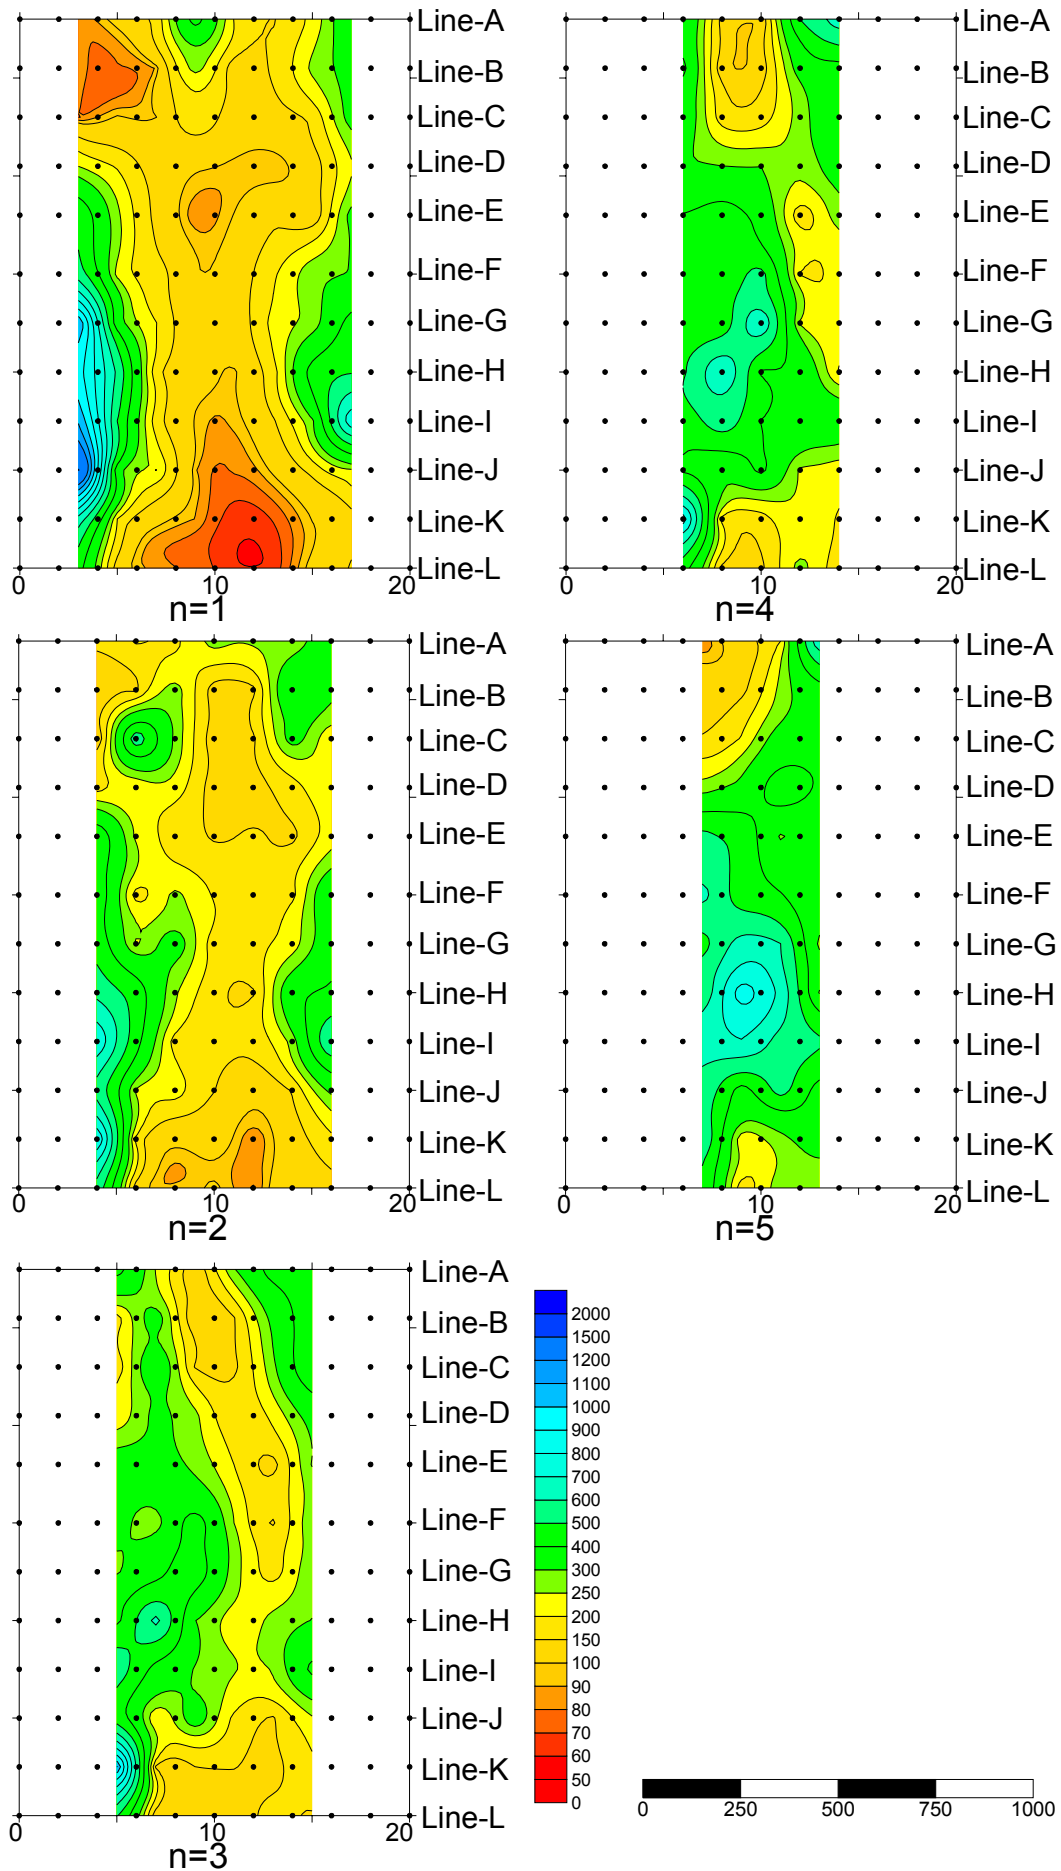 Line-A
Line-B
Line-C
Line-D
Line-E
Line-F
Line-G
Line-H
Line-I
Line-J
Line-K
Line-L
0 10 20
n=1
Line-A
Line-B
Line-C
Line-D
Line-E
Line-F
Line-G
Line-H
Line-I
Line-J
Line-K
Line-L
0 10 20
n=4
Line-A
Line-B
Line-C
Line-D
Line-E
Line-F
Line-G
Line-H
Line-I
Line-J
Line-K
Line-L
0 10 20
n=2
Line-A
Line-B
Line-C
Line-D
Line-E
Line-F
Line-G
Line-H
Line-I
Line-J
Line-K
Line-L
0 10 20
n=5
Line-A
Line-B
Line-C
Line-D
Line-E
Line-F
Line-G
Line-H
Line-I
Line-J
Line-K
Line-L
0 10 20
n=3
2000
1500
1200
1100
1000
900
800
700
600
500
400
300
250
200
150
100
90
80
70
60
50
0
0 250 500 750 1000